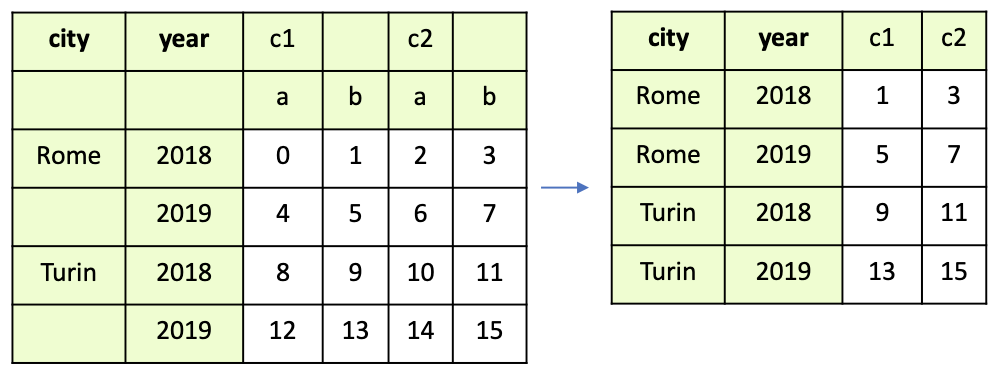 city year c1 c2
a b a b
Rome 2018 0 1 2 3
2019 4 5 6 7
Turin 2018 8 9 10 11
2019 12 13 14 15
city year c1 c2
Rome 2018 1 3
Rome 2019 5 7
Turin 2018 9 11
Turin 2019 13 15